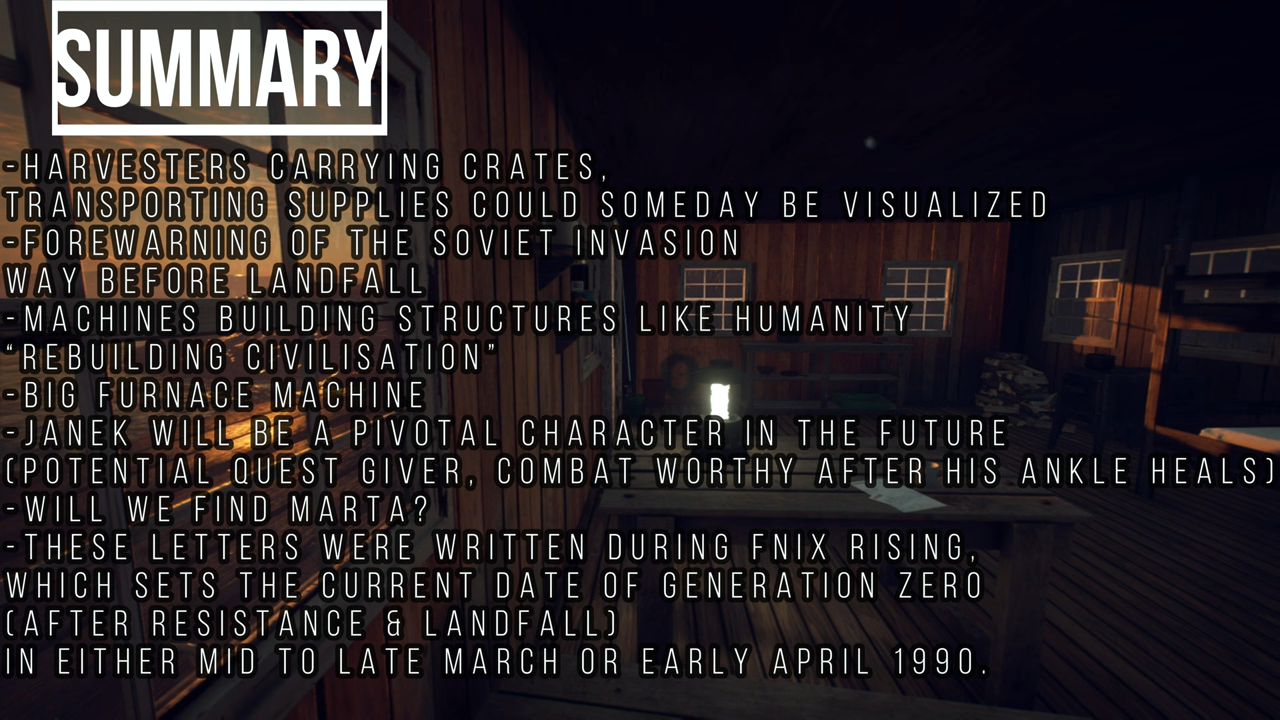 SUMMARY
-HARVESTERS CARRYING CRATES,
TRANSPORTING SUPPLIES COULD SOMEDAY BE VISUALIZED
-FOREWARNING OF THE SOVIET INVASION
WAY BEFORE LANDFALL
-MACHINES BUILDING STRUCTURES LIKE HUMANITY
“REBUILDING CIVILISATION”
-BIG FURNACE MACHINE
-JANEK WILL BE A PIVOTAL CHARACTER IN THE FUTURE
(POTENTIAL QUEST GIVER, COMBAT WORTHY AFTER HIS ANKLE HEALS)
-WILL WE FIND MARTA?
-THESE LETTERS WERE WRITTEN DURING FNIX RISING,
WHICH SETS THE CURRENT DATE OF GENERATION ZERO
(AFTER RESISTANCE & LANDFALL)
IN EITHER MID TO LATE MARCH OR EARLY APRIL 1990.